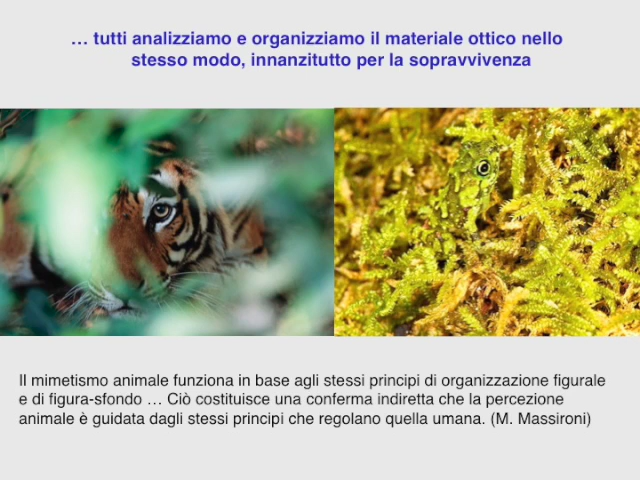 … tutti analizziamo e organizziamo il materiale ottico nello
stesso modo, innanzitutto per la sopravvivenza
Il mimetismo animale funziona in base agli stessi principi di organizzazione figurale
e di figura-sfondo … Ciò costituisce una conferma indiretta che la percezione
animale è guidata dagli stessi principi che regolano quella umana. (M. Massironi)